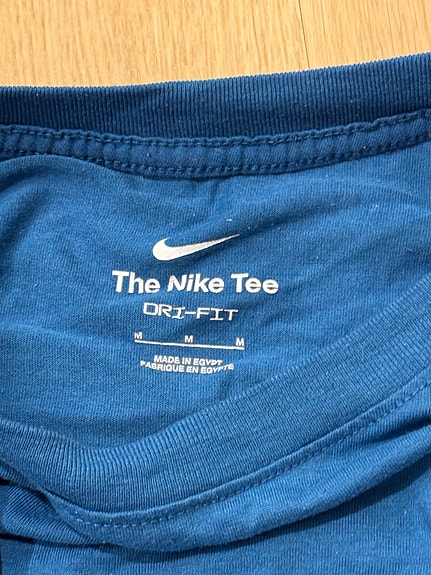 The Nike Tee
DRI-FIT
M M M
MADE IN EGYPT
FABRIQUE EN EGYPTE